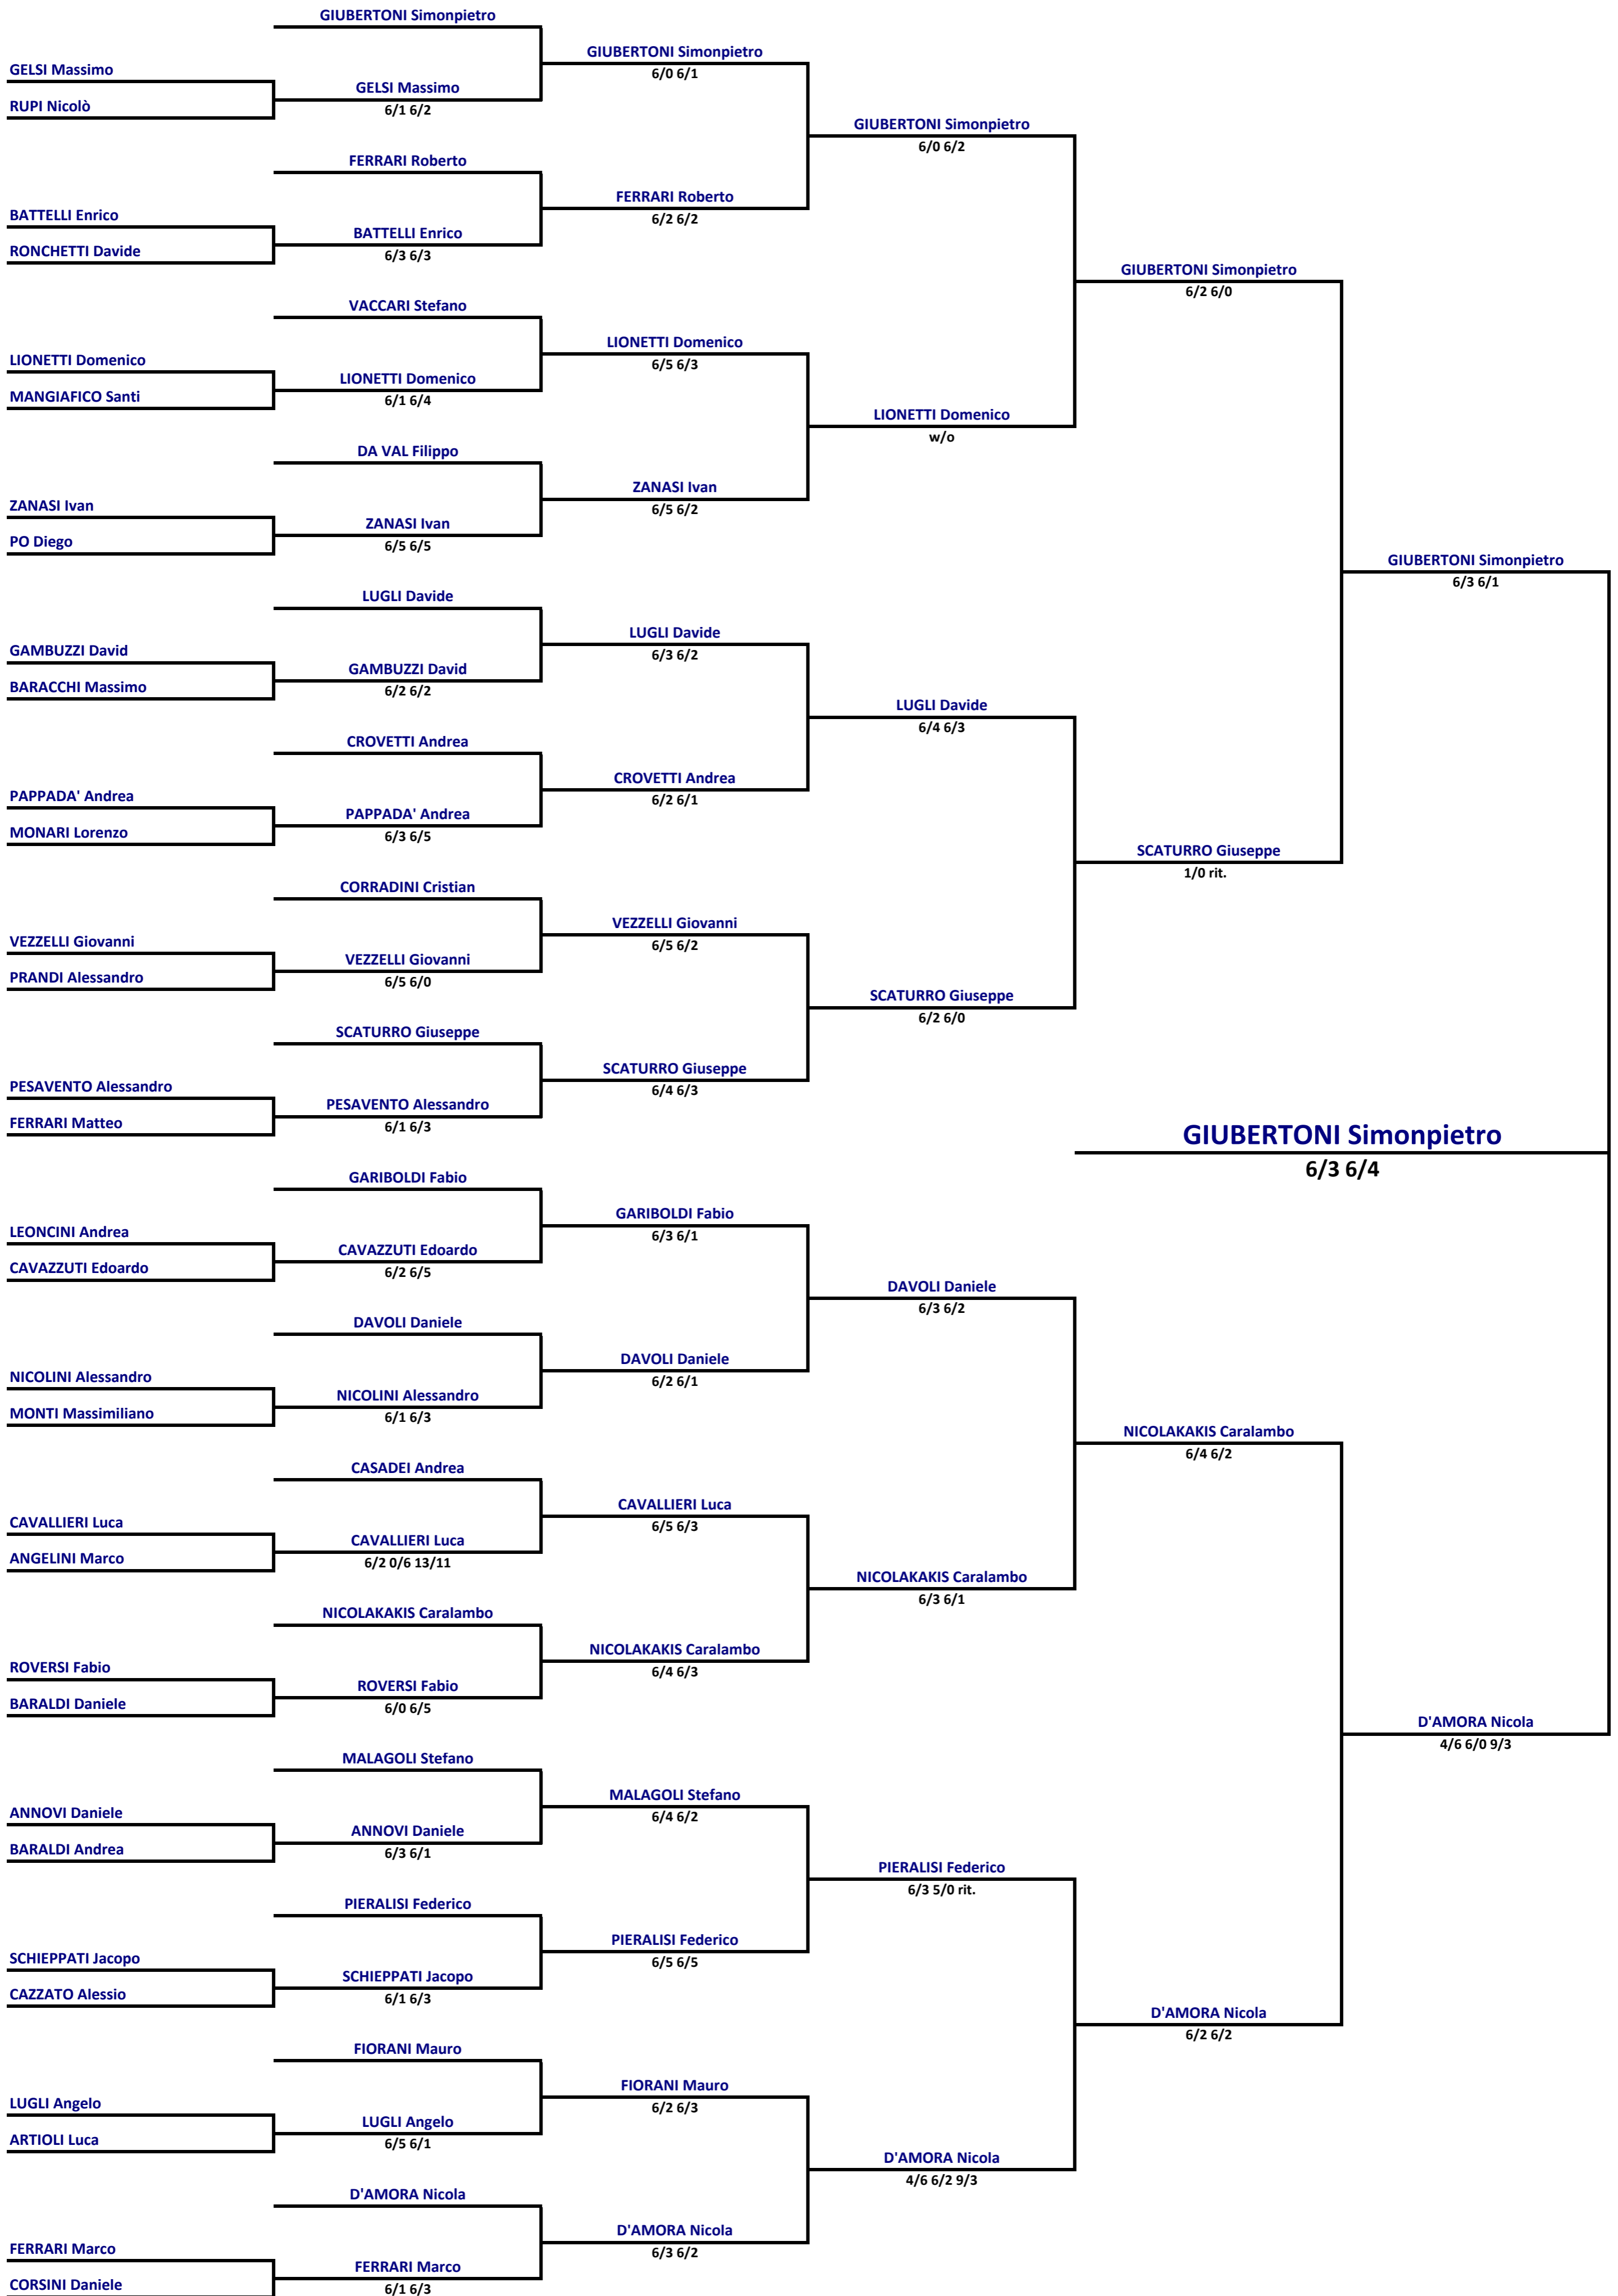 GIUBERTONI Simonpietro
GIUBERTONI Simonpietro
6/0 6/1
GELSI Massimo
GELSI Massimo
6/1 6/2
RUPI Nicolò
GIUBERTONI Simonpietro
6/0 6/2
FERRARI Roberto
FERRARI Roberto
6/2 6/2
BATTELLI Enrico
BATTELLI Enrico
6/3 6/3
RONCHETTI Davide
GIUBERTONI Simonpietro
6/2 6/0
VACCARI Stefano
LIONETTI Domenico
6/5 6/3
LIONETTI Domenico
LIONETTI Domenico
6/1 6/4
MANGIAFICO Santi
LIONETTI Domenico
w/o
DA VAL Filippo
ZANASI Ivan
6/5 6/2
ZANASI Ivan
ZANASI Ivan
6/5 6/5
PO Diego
GIUBERTONI Simonpietro
6/3 6/1
LUGLI Davide
LUGLI Davide
6/3 6/2
GAMBUZZI David
GAMBUZZI David
6/2 6/2
BARACCHI Massimo
LUGLI Davide
6/4 6/3
CROVETTI Andrea
CROVETTI Andrea
6/2 6/1
PAPPADA' Andrea
PAPPADA' Andrea
6/3 6/5
MONARI Lorenzo
SCATURRO Giuseppe
1/0 rit.
CORRADINI Cristian
VEZZELLI Giovanni
6/5 6/2
VEZZELLI Giovanni
VEZZELLI Giovanni
6/5 6/0
PRANDI Alessandro
SCATURRO Giuseppe
6/2 6/0
SCATURRO Giuseppe
SCATURRO Giuseppe
6/4 6/3
PESAVENTO Alessandro
PESAVENTO Alessandro
6/1 6/3
FERRARI Matteo
GIUBERTONI Simonpietro
6/3 6/4
GARIBOLDI Fabio
GARIBOLDI Fabio
6/3 6/1
LEONCINI Andrea
CAVAZZUTI Edoardo
6/2 6/5
CAVAZZUTI Edoardo
DAVOLI Daniele
6/3 6/2
DAVOLI Daniele
DAVOLI Daniele
6/2 6/1
NICOLINI Alessandro
NICOLINI Alessandro
6/1 6/3
MONTI Massimiliano
NICOLAKAKIS Caralambo
6/4 6/2
CASADEI Andrea
CAVALLIERI Luca
6/5 6/3
CAVALLIERI Luca
CAVALLIERI Luca
6/2 0/6 13/11
ANGELINI Marco
NICOLAKAKIS Caralambo
6/3 6/1
NICOLAKAKIS Caralambo
NICOLAKAKIS Caralambo
6/4 6/3
ROVERSI Fabio
ROVERSI Fabio
6/0 6/5
BARALDI Daniele
D'AMORA Nicola
4/6 6/0 9/3
MALAGOLI Stefano
MALAGOLI Stefano
6/4 6/2
ANNOVI Daniele
ANNOVI Daniele
6/3 6/1
BARALDI Andrea
PIERALISI Federico
6/3 5/0 rit.
PIERALISI Federico
PIERALISI Federico
6/5 6/5
SCHIEPPATI Jacopo
SCHIEPPATI Jacopo
6/1 6/3
CAZZATO Alessio
D'AMORA Nicola
6/2 6/2
FIORANI Mauro
FIORANI Mauro
6/2 6/3
LUGLI Angelo
LUGLI Angelo
6/5 6/1
ARTIOLI Luca
D'AMORA Nicola
4/6 6/2 9/3
D'AMORA Nicola
D'AMORA Nicola
6/3 6/2
FERRARI Marco
FERRARI Marco
6/1 6/3
CORSINI Daniele